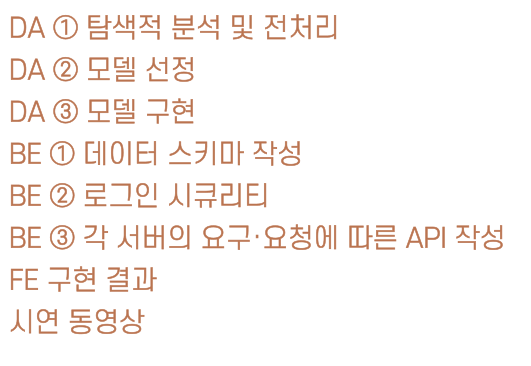 DA ① 탐색적 분석 및 전처리
DA ② 모델 선정
DA ③ 모델 구현
BE ① 데이터 스키마 작성
BE ② 로그인 시큐리티
BE ③ 각 서버의 요구·요청에 따른 API 작성
FE 구현 결과
시연 동영상